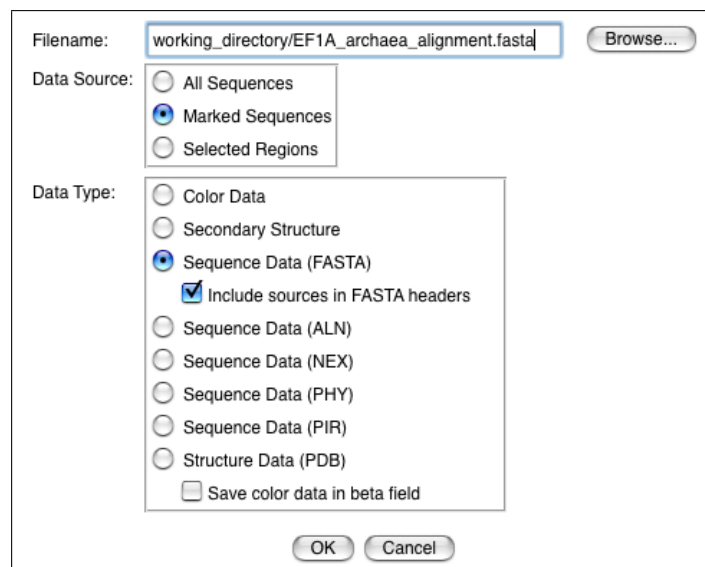 Filename: working_directory/EF1A_archaea_alignment.fasta Browse...
Data Source: All Sequences
Marked Sequences
Selected Regions
Data Type: Color Data
Secondary Structure
Sequence Data (FASTA)
Include sources in FASTA headers
Sequence Data (ALN)
Sequence Data (NEX)
Sequence Data (PHY)
Sequence Data (PIR)
Structure Data (PDB)
Save color data in beta field
OK Cancel